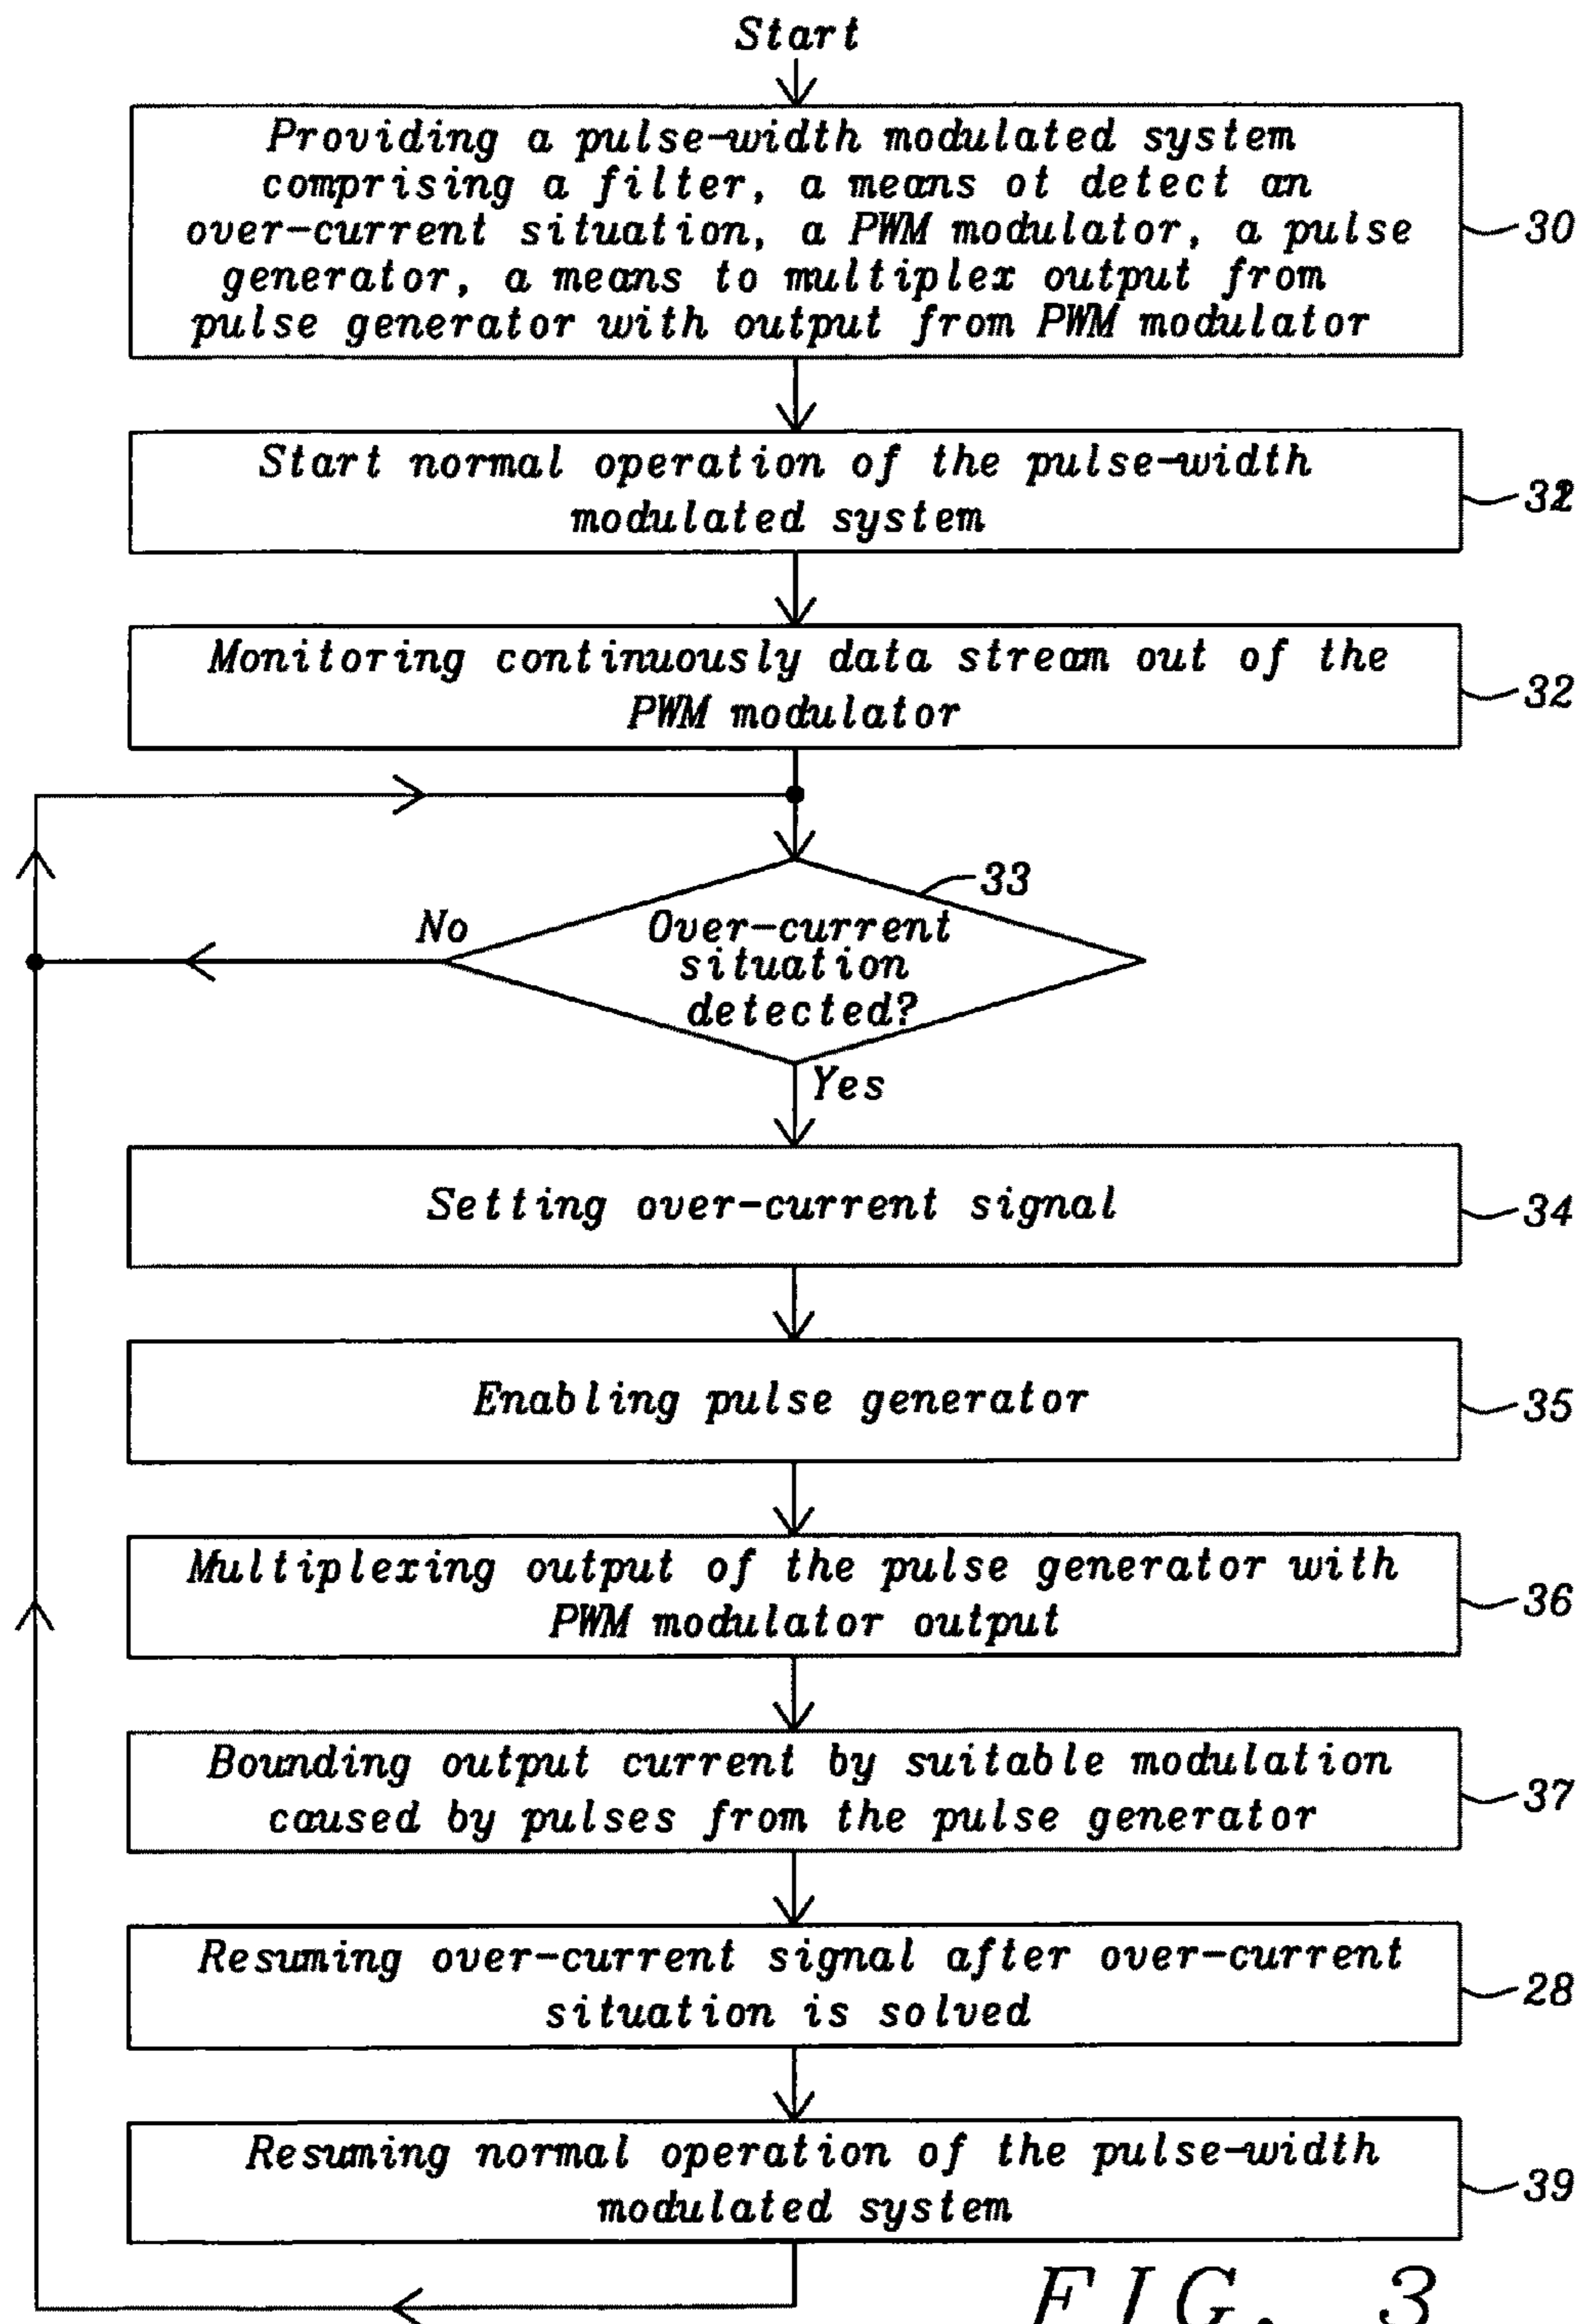 Start
Providing a pulse-width modulated system
comprising a filter, a means ot detect an
over-current situation, a PWM modulator, a pulse
generator, a means to multiplex output from
pulse generator with output from PWM modulator
30
Start normal operation of the pulse-width
modulated system
Monitoring continuously data stream out of the
PWM modulator
32
33
No
Over-current
situation
detected?
Yes
Setting over-current signal
34
Enabling pulse generator
35
Multiplexing output of the pulse generator with
PWM modulator output
36
Bounding output current by suitable modulation
caused by pulses from the pulse generator
37
Resuming over-current signal after over-current
situation is solved
28
Resuming normal operation of the pulse-width
modulated system
39
FIG. 3